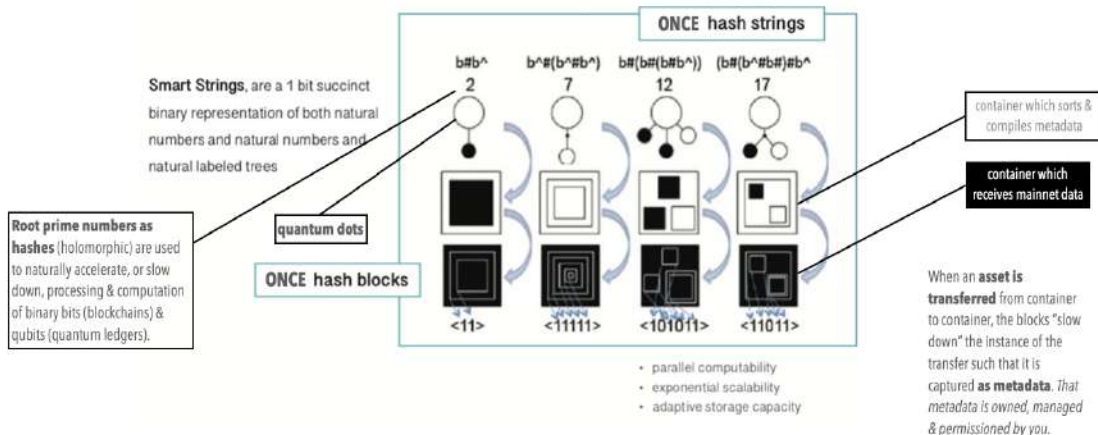 ONCE hash strings
b#b^
b^#(b^#b^)
b#(b#(b#b^))
(b#(b^#b#)#b^
2
7
12
17
Smart Strings, are a 1 bit succinct
binary representation of both natural
numbers and natural numbers and
natural labeled trees
container which sorts &
compiles metadata
container which
receives mainnet data
Root prime numbers as
hashes (holomorphic) are used
to naturally accelerate, or slow
down, processing & computation
of binary bits (blockchains) &
qubits (quantum ledgers).
quantum dots
ONCE hash blocks
<11>
<11111>
<101011>
<11011>
When an asset is
transferred from container
to container, the blocks "slow
down" the instance of the
transfer such that it is
captured as metadata. That
metadata is owned, managed
& permissioned by you.
• parallel computability
• exponential scalability
• adaptive storage capacity